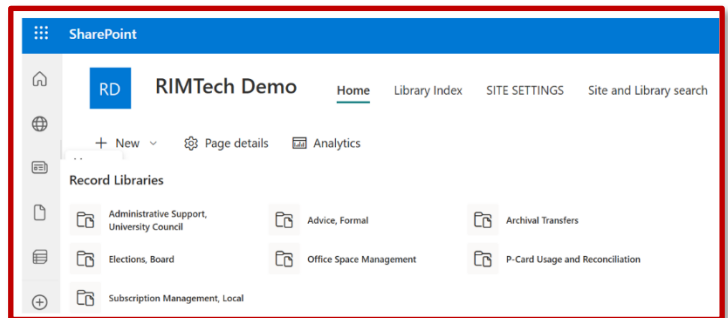 SharePoint
RD
RIMTech Demo
Home
Library Index
SITE SETTINGS
Site and Library search
+ New
Page details
Analytics
Record Libraries
Administrative Support,
University Council
Advice, Formal
Archival Transfers
Elections, Board
Office Space Management
P-Card Usage and Reconciliation
Subscription Management, Local